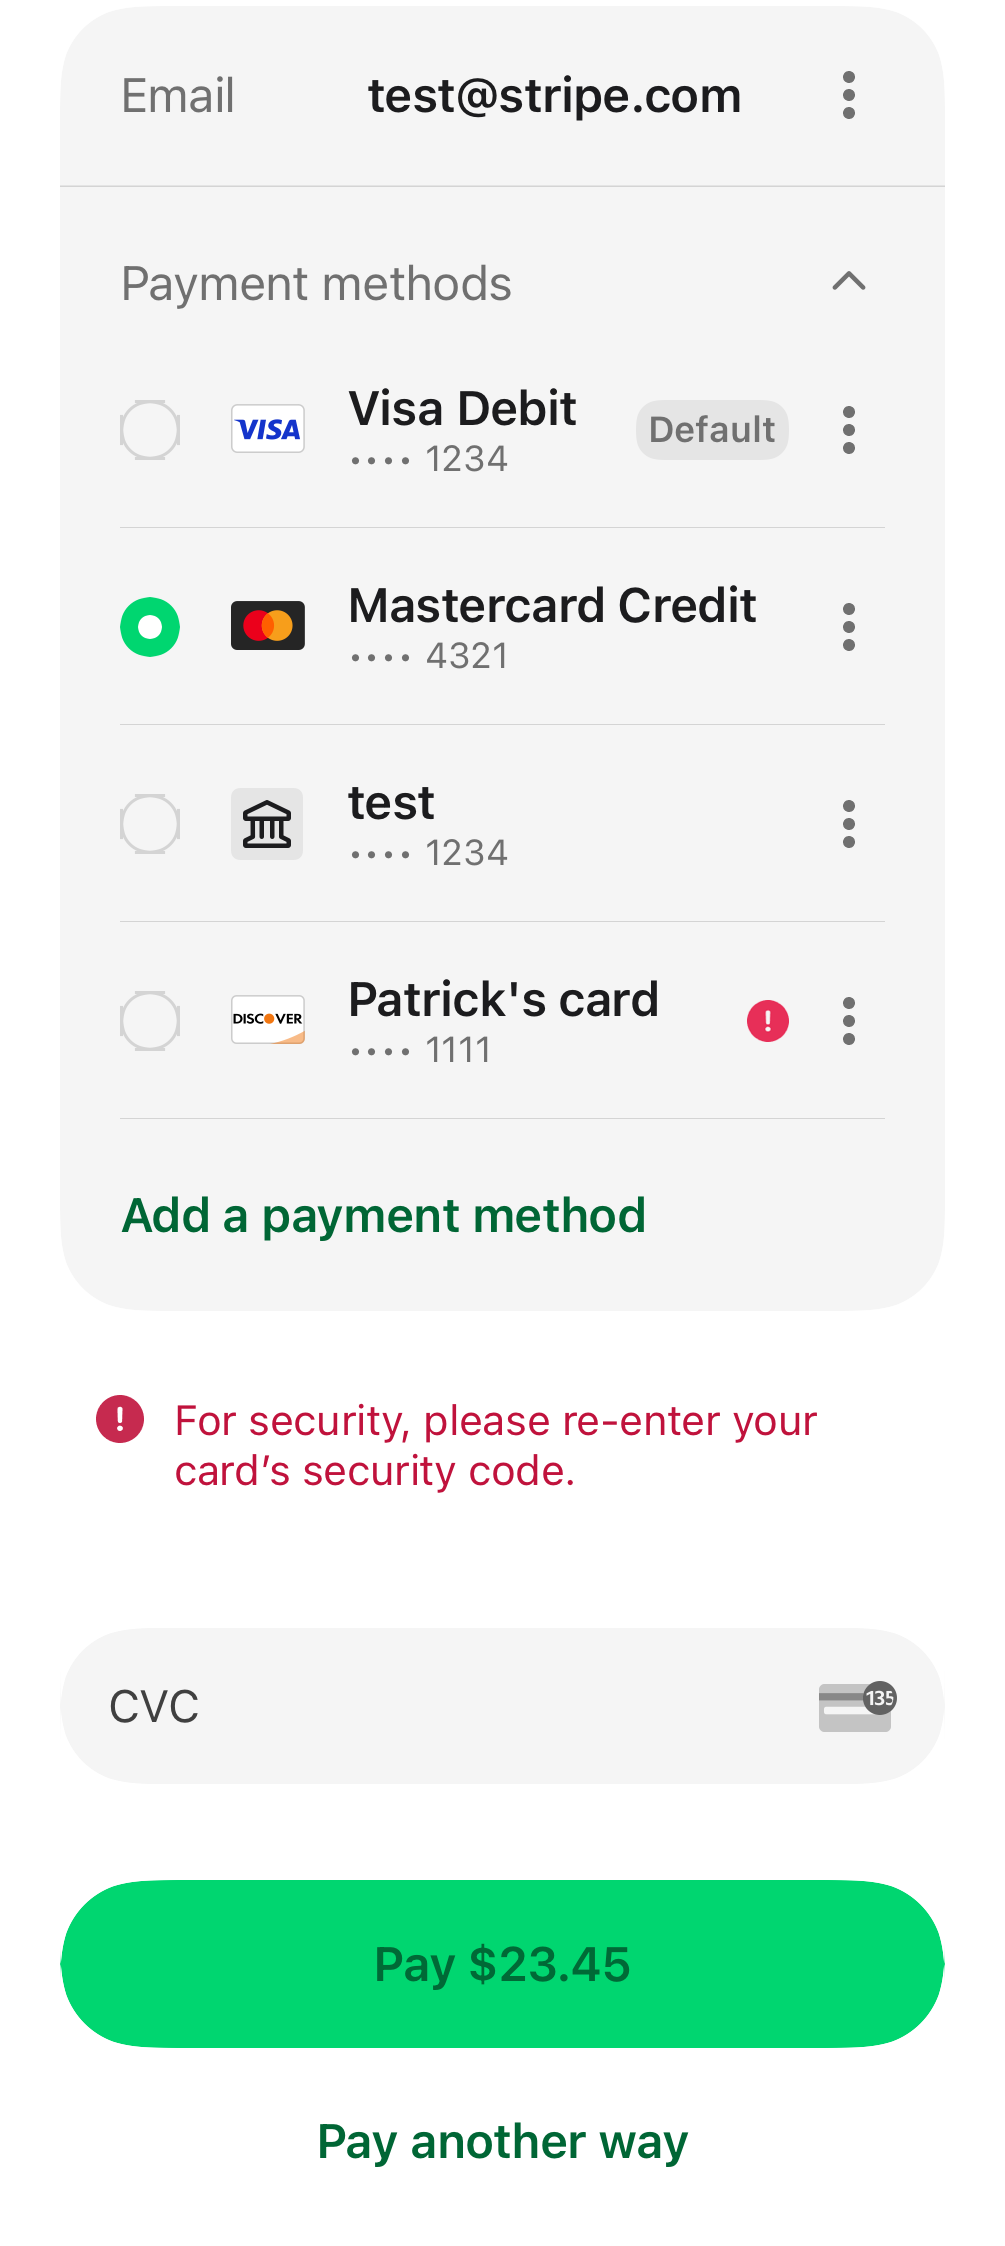 Email test@stripe.com
Payment methods
VISA Visa Debit Default
•••• 1234
Mastercard Credit
•••• 4321
test
•••• 1234
DISCOVER Patrick's card
•••• 1111
Add a payment method
For security, please re-enter your
card’s security code.
CVC 135
Pay $23.45
Pay another way